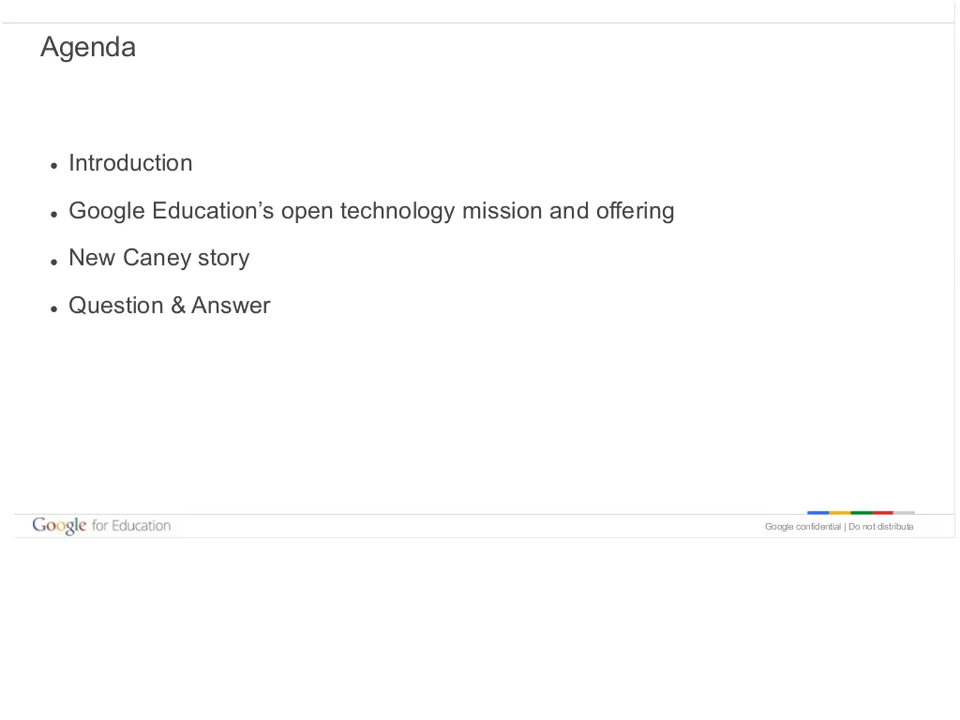 Agenda
• Introduction
• Google Education’s open technology mission and offering
• New Caney story
• Question & Answer
Google for Education
Google confidential | Do not distribute